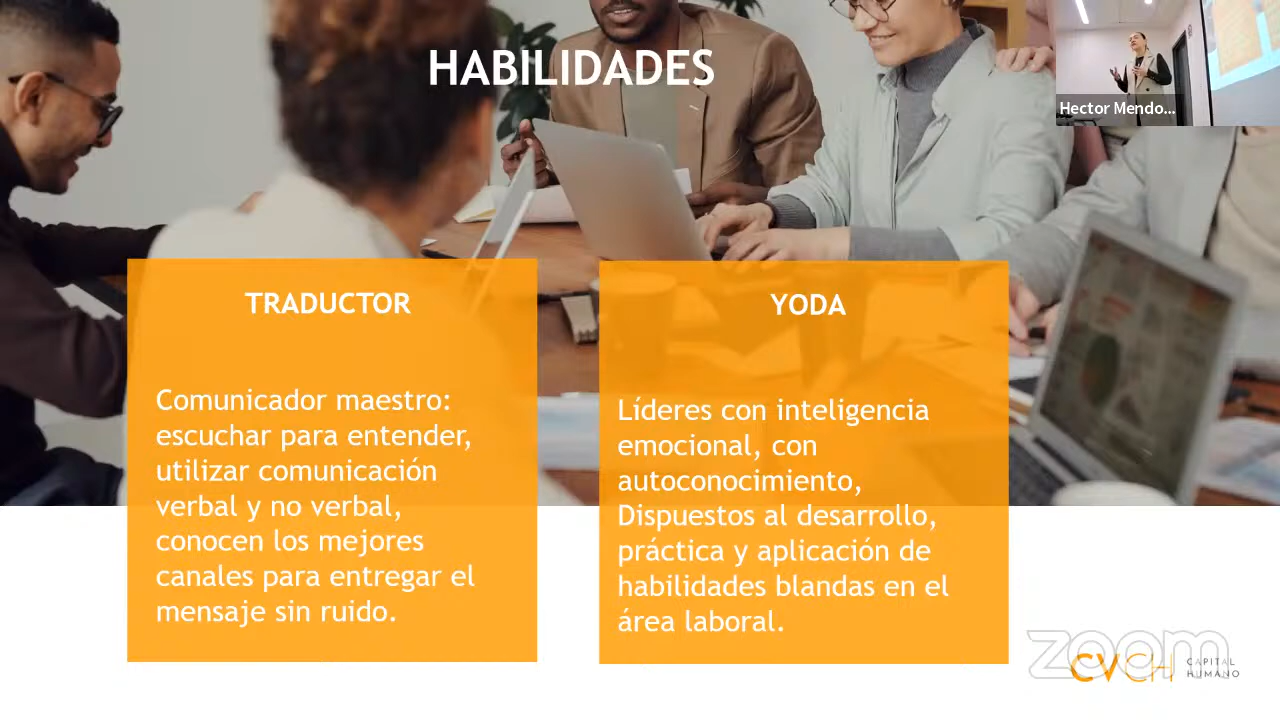 HABILIDADES
Hector Mendo...
TRADUCTOR
Comunicador maestro:
escuchar para entender,
utilizar comunicación
verbal y no verbal,
conocen los mejores
canales para entregar el
mensaje sin ruido.
YODA
Líderes con inteligencia
emocional, con
autoconocimiento,
Dispuestos al desarrollo,
práctica y aplicación de
habilidades blandas en el
área laboral.
zoom
CVCH CAPITAL
HUMANO